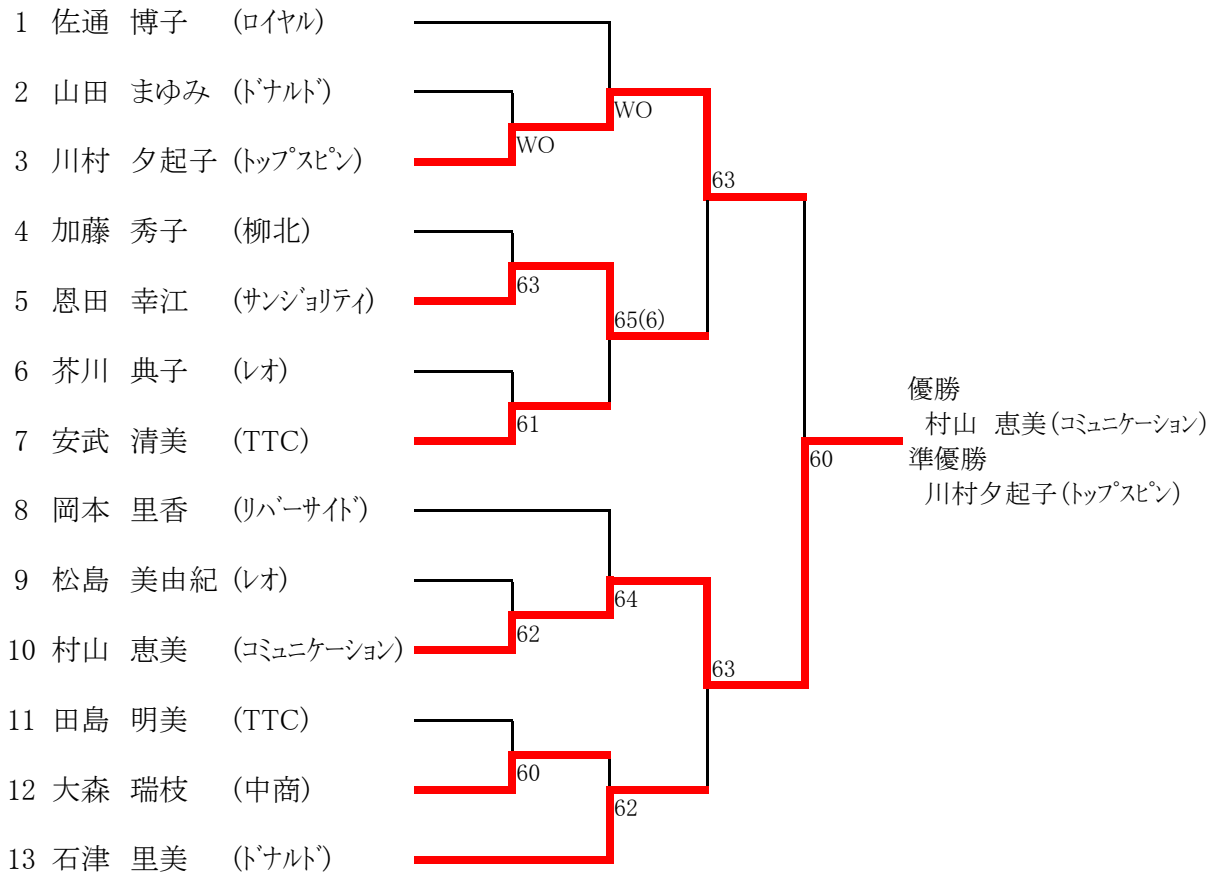 1 佐通 博子 (ロイヤル)
2 山田 まゆみ (ドナルド)
WO
WO
3 川村 夕起子 (トップスピン)
63
4 加藤 秀子 (柳北)
63
5 恩田 幸江 (サンジョリティ)
65(6)
6 芥川 典子 (レオ)
61
7 安武 清美 (TTC)
優勝
村山 恵美(コミュニケーション)
60
準優勝
川村夕起子(トップスピン)
8 岡本 里香 (リバーサイド)
9 松島 美由紀 (レオ)
64
62
10 村山 恵美 (コミュニケーション)
63
11 田島 明美 (TTC)
60
12 大森 瑞枝 (中商)
62
13 石津 里美 (ドナルド)